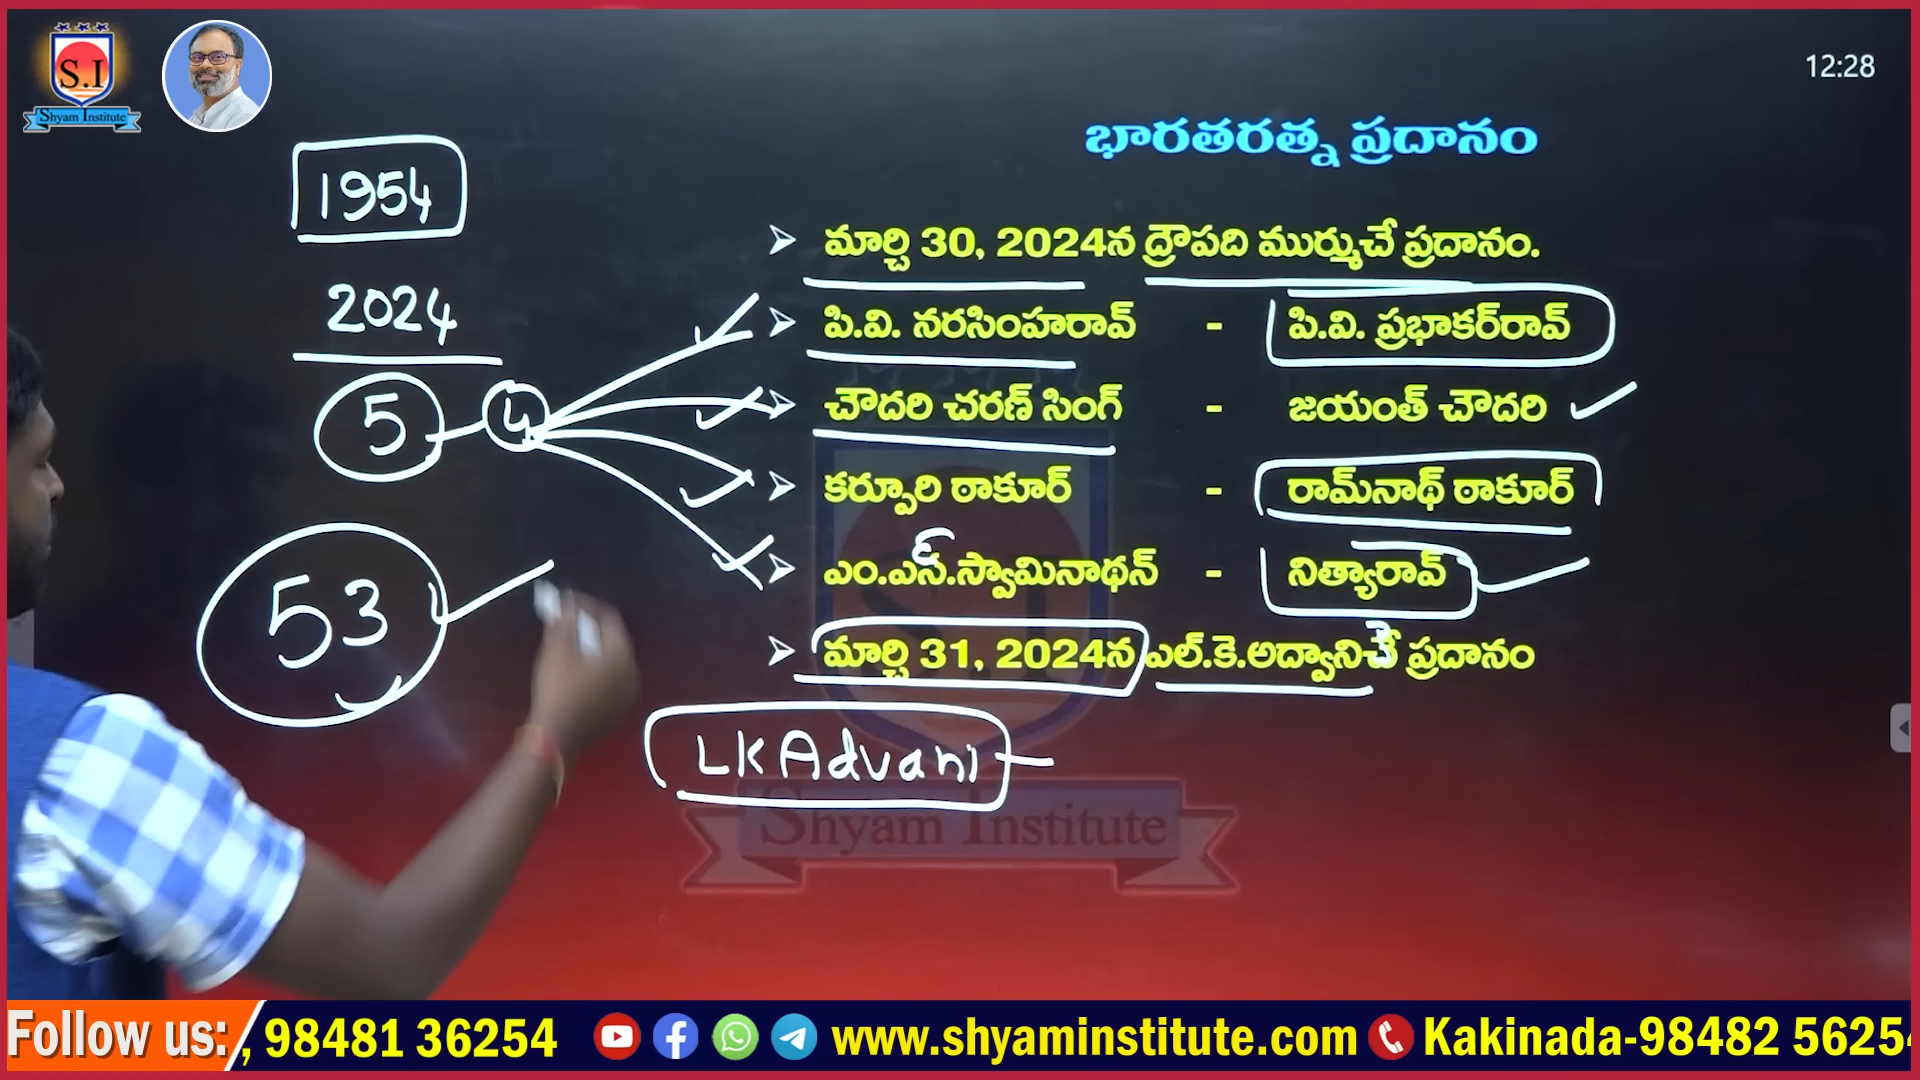 S.I
Shyam Institute
12:28
భారతరత్న ప్రదానం
1954
2024
5 4
53
మార్చి 30, 2024న ద్రౌపది ముర్ముచే ప్రదానం.
పి.వి. నరసింహరావ్ - పి.వి. ప్రభాకర్‌రావ్
చౌదరి చరణ్ సింగ్ - జయంత్ చౌదరి
కర్పూరి ఠాకూర్ - రామ్‌నాథ్ ఠాకూర్
ఎం.ఎస్.స్వామినాథన్ - నిత్యారావ్
మార్చి 31, 2024న ఎల్.కె.అద్వానికి ప్రదానం
LK Advani
Shyam Institute
Follow us: , 98481 36254 www.shyaminstitute.com Kakinada-98482 5625